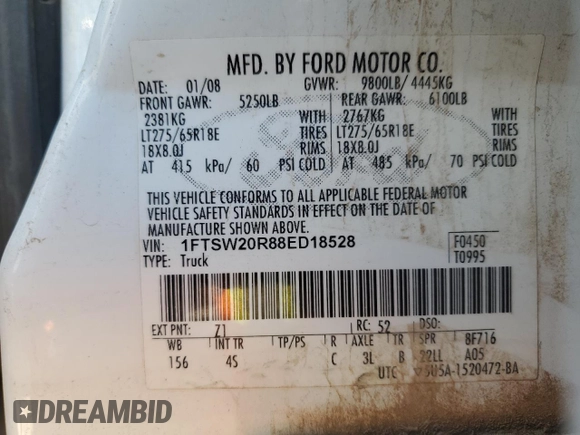 MFD. BY FORD MOTOR CO.
DATE: 01/08 GVWR: 9800LB/ 4445KG
FRONT GAWR: 5250LB REAR GAWR: 6100LB
2381KG WITH 2767KG WITH
LT275/65R18E TIRES LT275/65R18E TIRES
18X8.0J RIMS 18X8.0J RIMS
AT 415 kPa/ 60 PSI COLD AT 485 kPa/ 70 PSI COLD
THIS VEHICLE CONFORMS TO ALL APPLICABLE FEDERAL MOTOR
VEHICLE SAFETY STANDARDS IN EFFECT ON THE DATE OF
MANUFACTURE SHOWN ABOVE.
VIN: 1FTSW20R88ED18528 F0450
TYPE: Truck T0995
EXT PNT: Z1 RC: 52 DSO:
WB INT TR TP/PS R AXLE TR SPR 8F716
156 4S C 3L B 22LL A05
UTC 5U5A-1520472-BA
DREAMBID